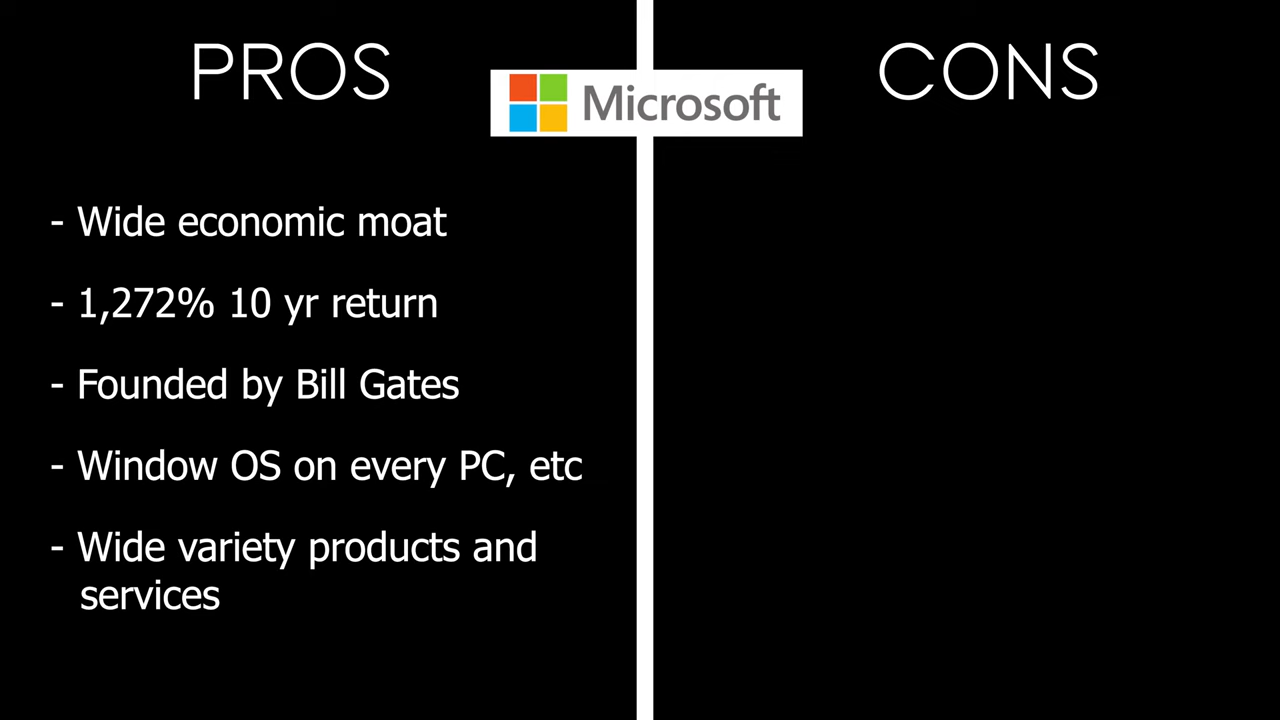 PROS
CONS
Microsoft
- Wide economic moat
- 1,272% 10 yr return
- Founded by Bill Gates
- Window OS on every PC, etc
- Wide variety products and
services